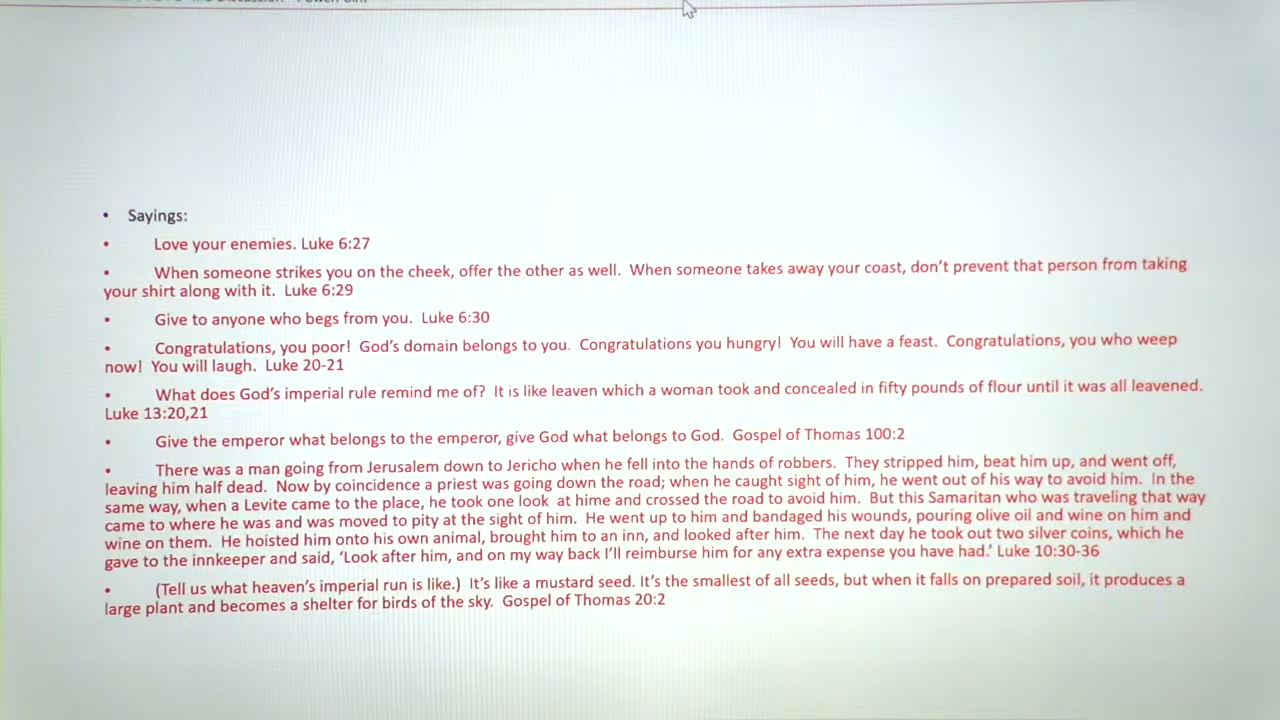 • Sayings:
• Love your enemies. Luke 6:27
• When someone strikes you on the cheek, offer the other as well. When someone takes away your coast, don't prevent that person from taking
your shirt along with it. Luke 6:29
• Give to anyone who begs from you. Luke 6:30
• Congratulations, you poor! God's domain belongs to you. Congratulations you hungry! You will have a feast. Congratulations, you who weep
now! You will laugh. Luke 20-21
• What does God's imperial rule remind me of? It is like leaven which a woman took and concealed in fifty pounds of flour until it was all leavened.
Luke 13:20,21
• Give the emperor what belongs to the emperor, give God what belongs to God. Gospel of Thomas 100:2
• There was a man going from Jerusalem down to Jericho when he fell into the hands of robbers. They stripped him, beat him up, and went off,
leaving him half dead. Now by coincidence a priest was going down the road; when he caught sight of him, he went out of his way to avoid him. In the
same way, when a Levite came to the place, he took one look at hime and crossed the road to avoid him. But this Samaritan who was traveling that way
came to where he was and was moved to pity at the sight of him. He went up to him and bandaged his wounds, pouring olive oil and wine on him and
wine on them. He hoisted him onto his own animal, brought him to an inn, and looked after him. The next day he took out two silver coins, which he
gave to the innkeeper and said, 'Look after him, and on my way back I'll reimburse him for any extra expense you have had.' Luke 10:30-36
• (Tell us what heaven's imperial run is like.) It's like a mustard seed. It's the smallest of all seeds, but when it falls on prepared soil, it produces a
large plant and becomes a shelter for birds of the sky. Gospel of Thomas 20:2